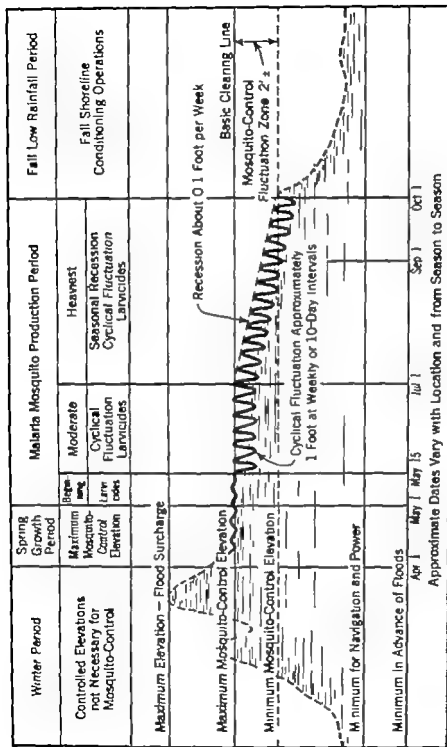 Winter Period
Spring
Growth
Period
Malaria Mosquito Production Period
Fall Low Rainfall Period
Controlled Elevations
not Necessary for
Mosquito-Control
Maximum
Mosquito-
Control
Elevation
Begin-
ning
Larvi
cides
Moderate
Cyclical
Fluctuation
Larvicides
Heaviest
Seasonal Recession
Cyclical Fluctuation
Larvicides
Fall Shoreline
Conditioning Operations
Maximum Elevation – Flood Surcharge
Recession About 0 1 Foot per Week
Maximum Mosquito-Control Elevation
Basic Clearing Line
Mosquito-Control
Fluctuation Zone 2' ±
Minimum Mosquito-Control Elevation
Cyclical Fluctuation Approximately
1 Foot at Weekly or 10-Day Intervals
Minimum for Navigation and Power
Minimum in Advance of Floods
Apr 1
May 1
May 15
Jul 1
Sep 1
Oct 1
Approximate Dates Vary with Location and from Season to Season